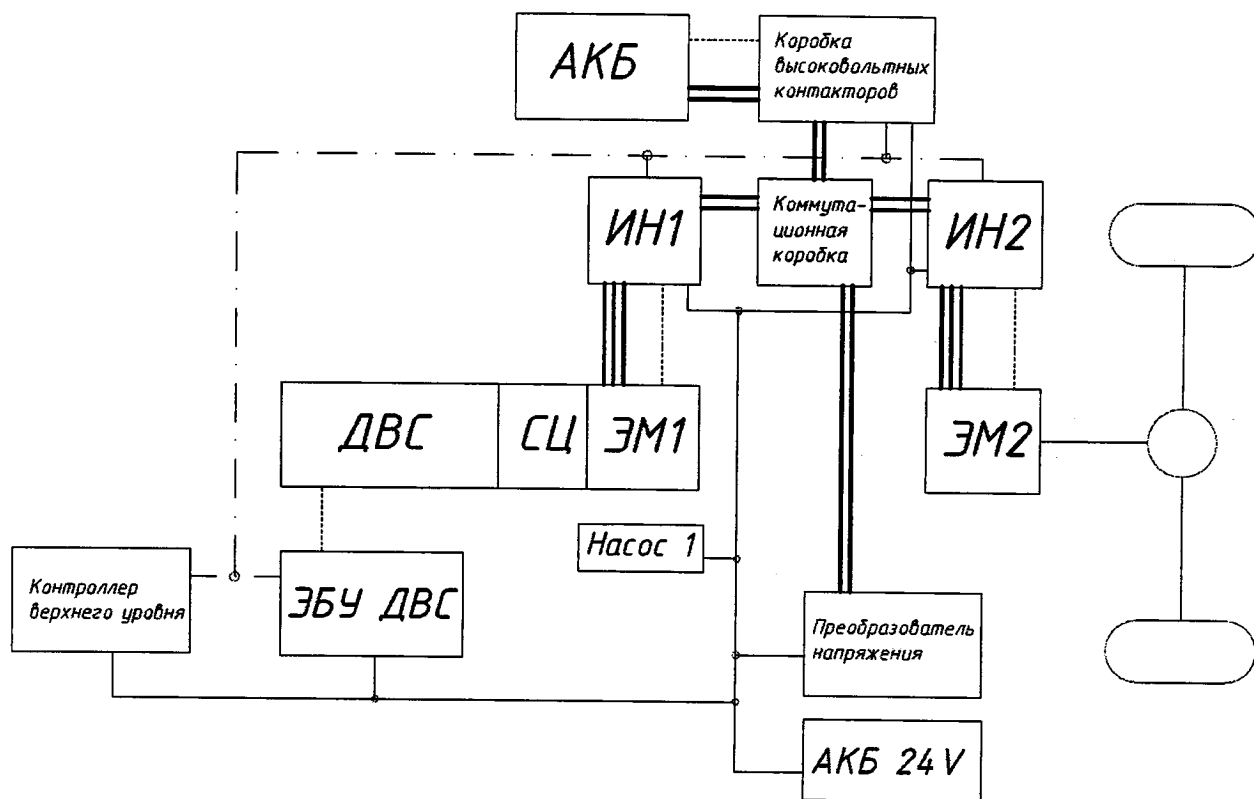 АКБ
Коробка
высоковольтных
контакторов
ИН1
Коммута-
ционная
коробка
ИН2
ДВС
СЦ
ЭМ1
ЭМ2
Насос 1
Контроллер
верхнего уровня
ЭБУ ДВС
Преобразователь
напряжения
АКБ 24 V